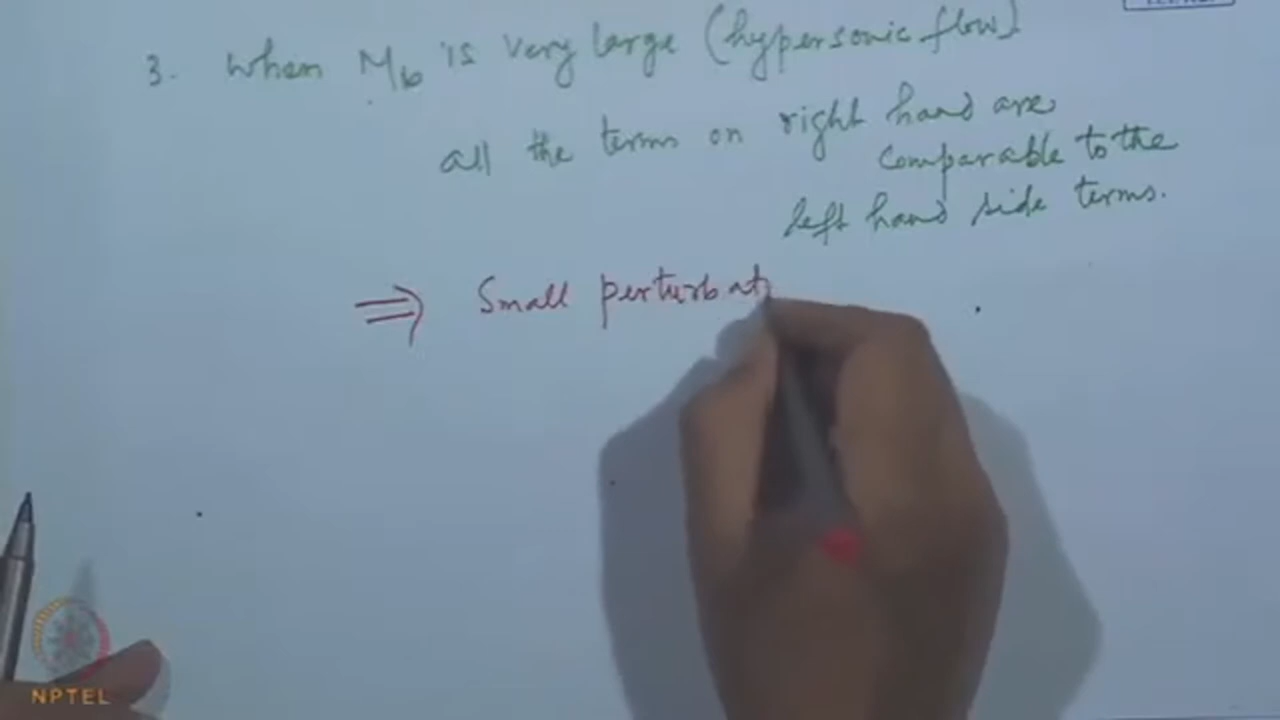 3. When M∞ is very large (hypersonic flow)
all the terms on right hand are
comparable to the
left hand side terms.
⇒ Small perturbat
NPTEL